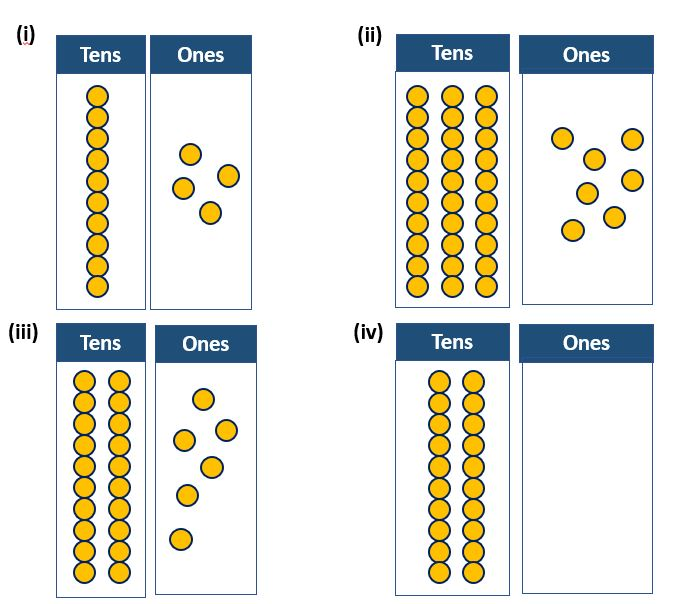 (i)
Tens Ones
(ii)
Tens Ones
(iii)
Tens Ones
(iv)
Tens Ones